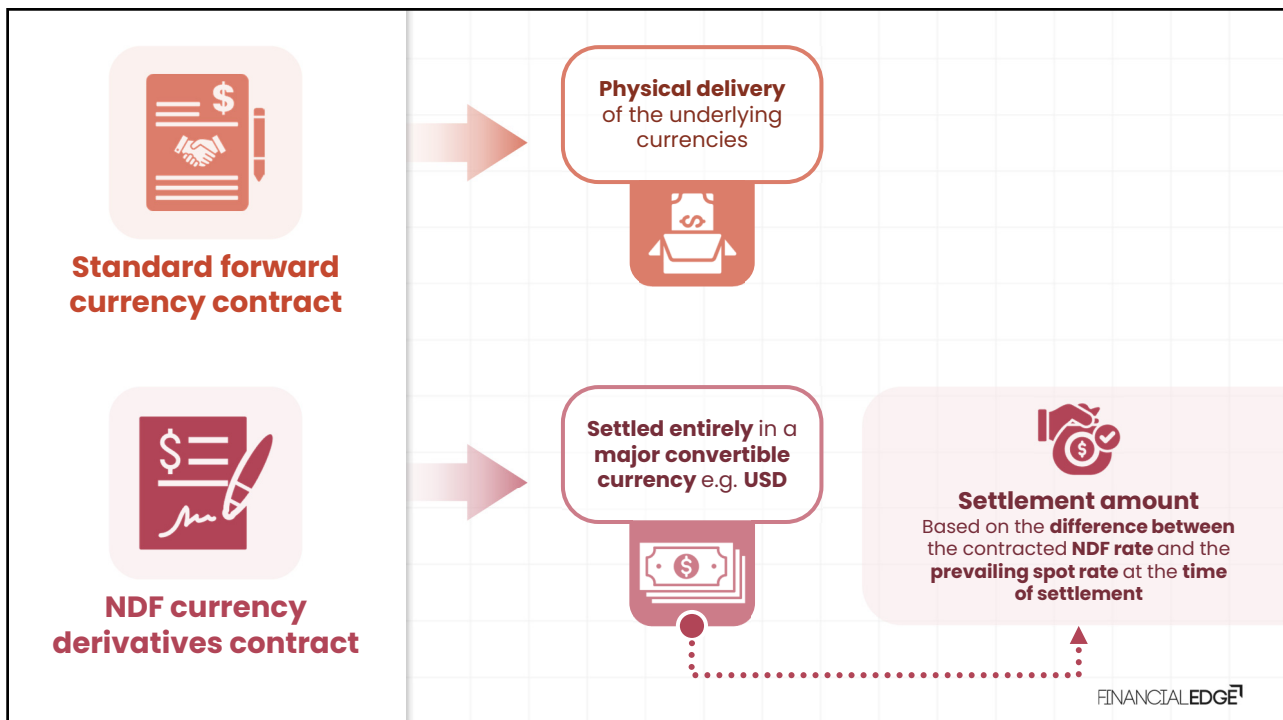 Physical delivery
of the underlying
currencies
Standard forward
currency contract
Settled entirely in a
major convertible
currency e.g. USD
Settlement amount
Based on the difference between
the contracted NDF rate and the
prevailing spot rate at the time
of settlement
NDF currency
derivatives contract
FINANCIALEDGE